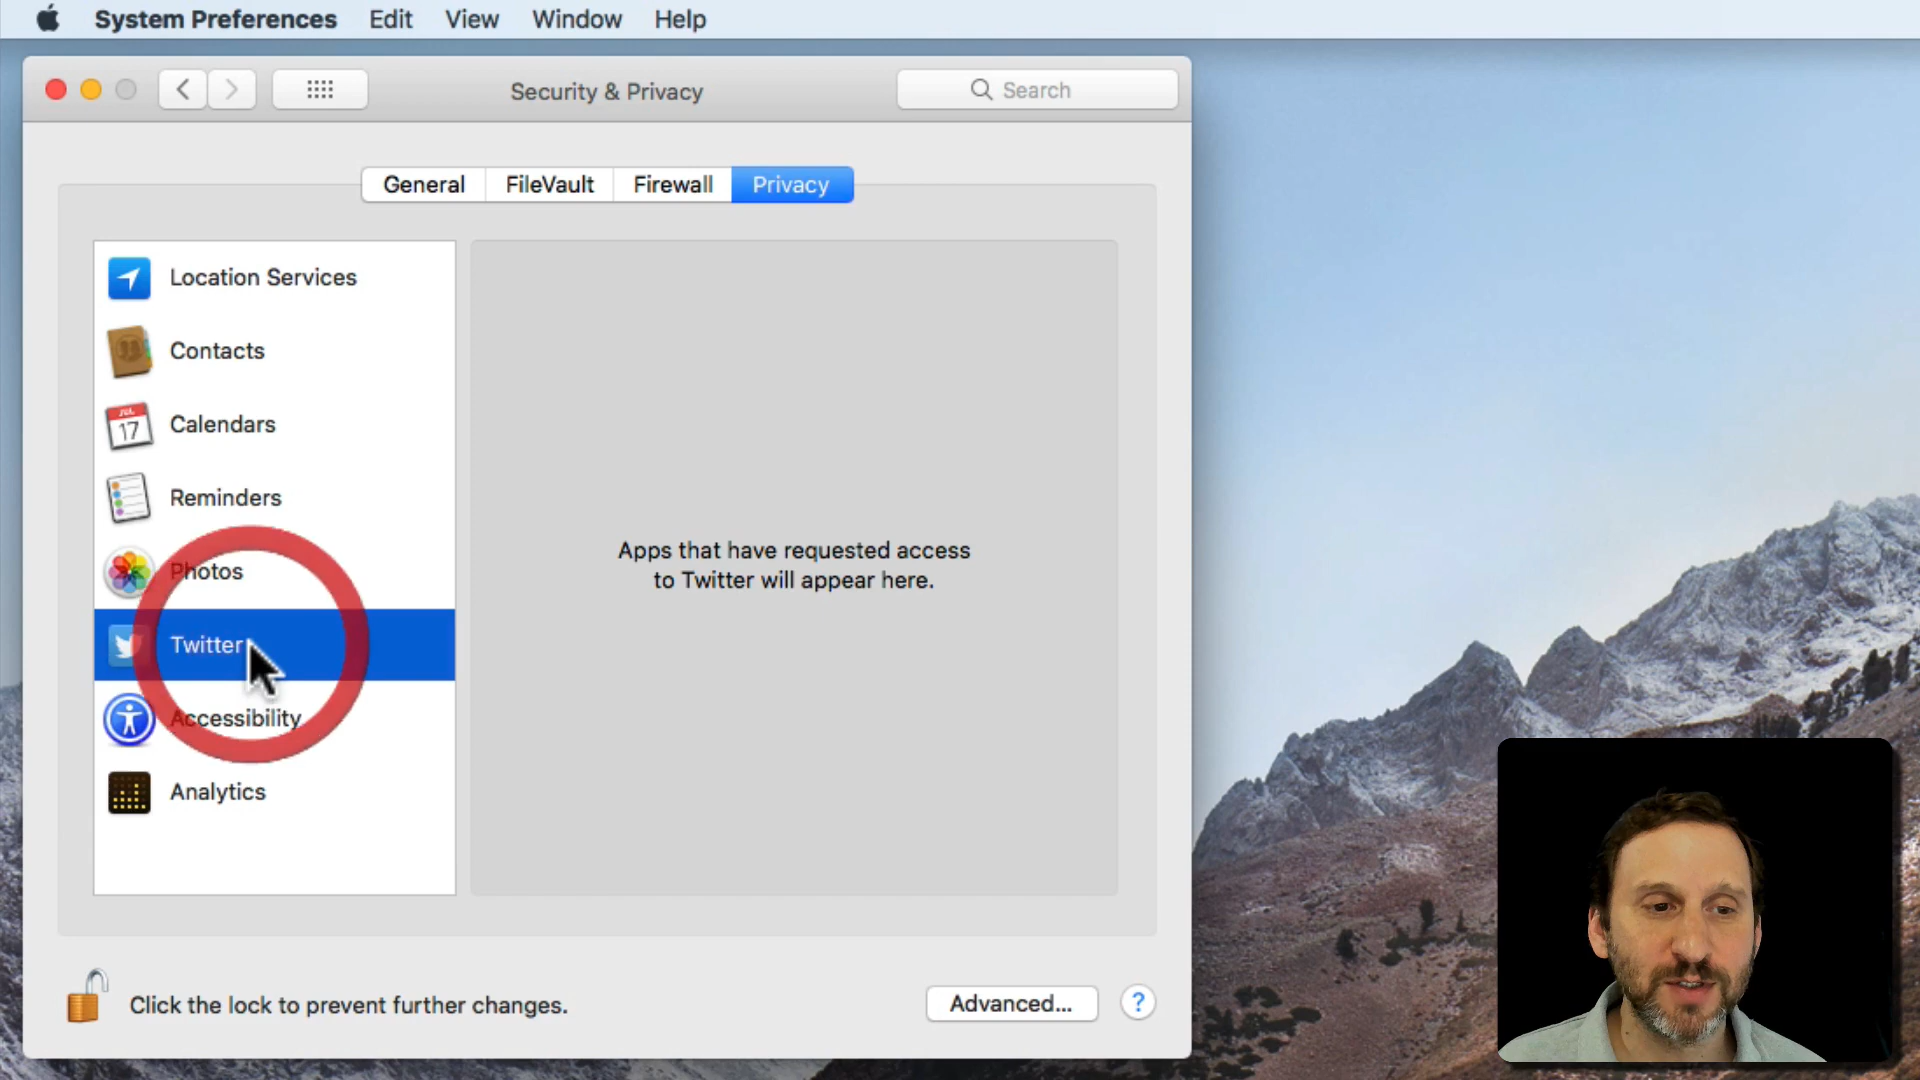 System Preferences Edit View Window Help
Security & Privacy
Search
General FileVault Firewall Privacy
Location Services
Contacts
JUL
17
Calendars
Reminders
Photos
Twitter
Accessibility
Analytics
Apps that have requested access
to Twitter will appear here.
Click the lock to prevent further changes.
Advanced...
?